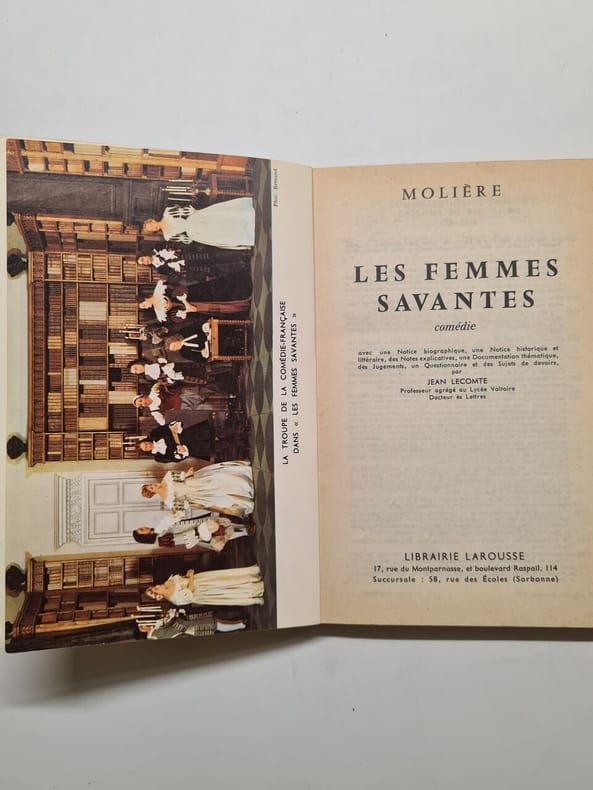 Phot. Bernand
LA TROUPE DE LA COMÉDIE-FRANÇAISE
DANS « LES FEMMES SAVANTES »
MOLIÈRE
LES FEMMES
SAVANTES
comédie
avec une Notice biographique, une Notice historique et
littéraire, des Notes explicatives, une Documentation thématique,
des Jugements, un Questionnaire et des Sujets de devoirs,
par
JEAN LECOMTE
Professeur agrégé au Lycée Voltaire
Docteur ès Lettres
LIBRAIRIE LAROUSSE
17, rue du Montparnasse, et boulevard Raspail, 114
Succursale : 58, rue des Écoles (Sorbonne)